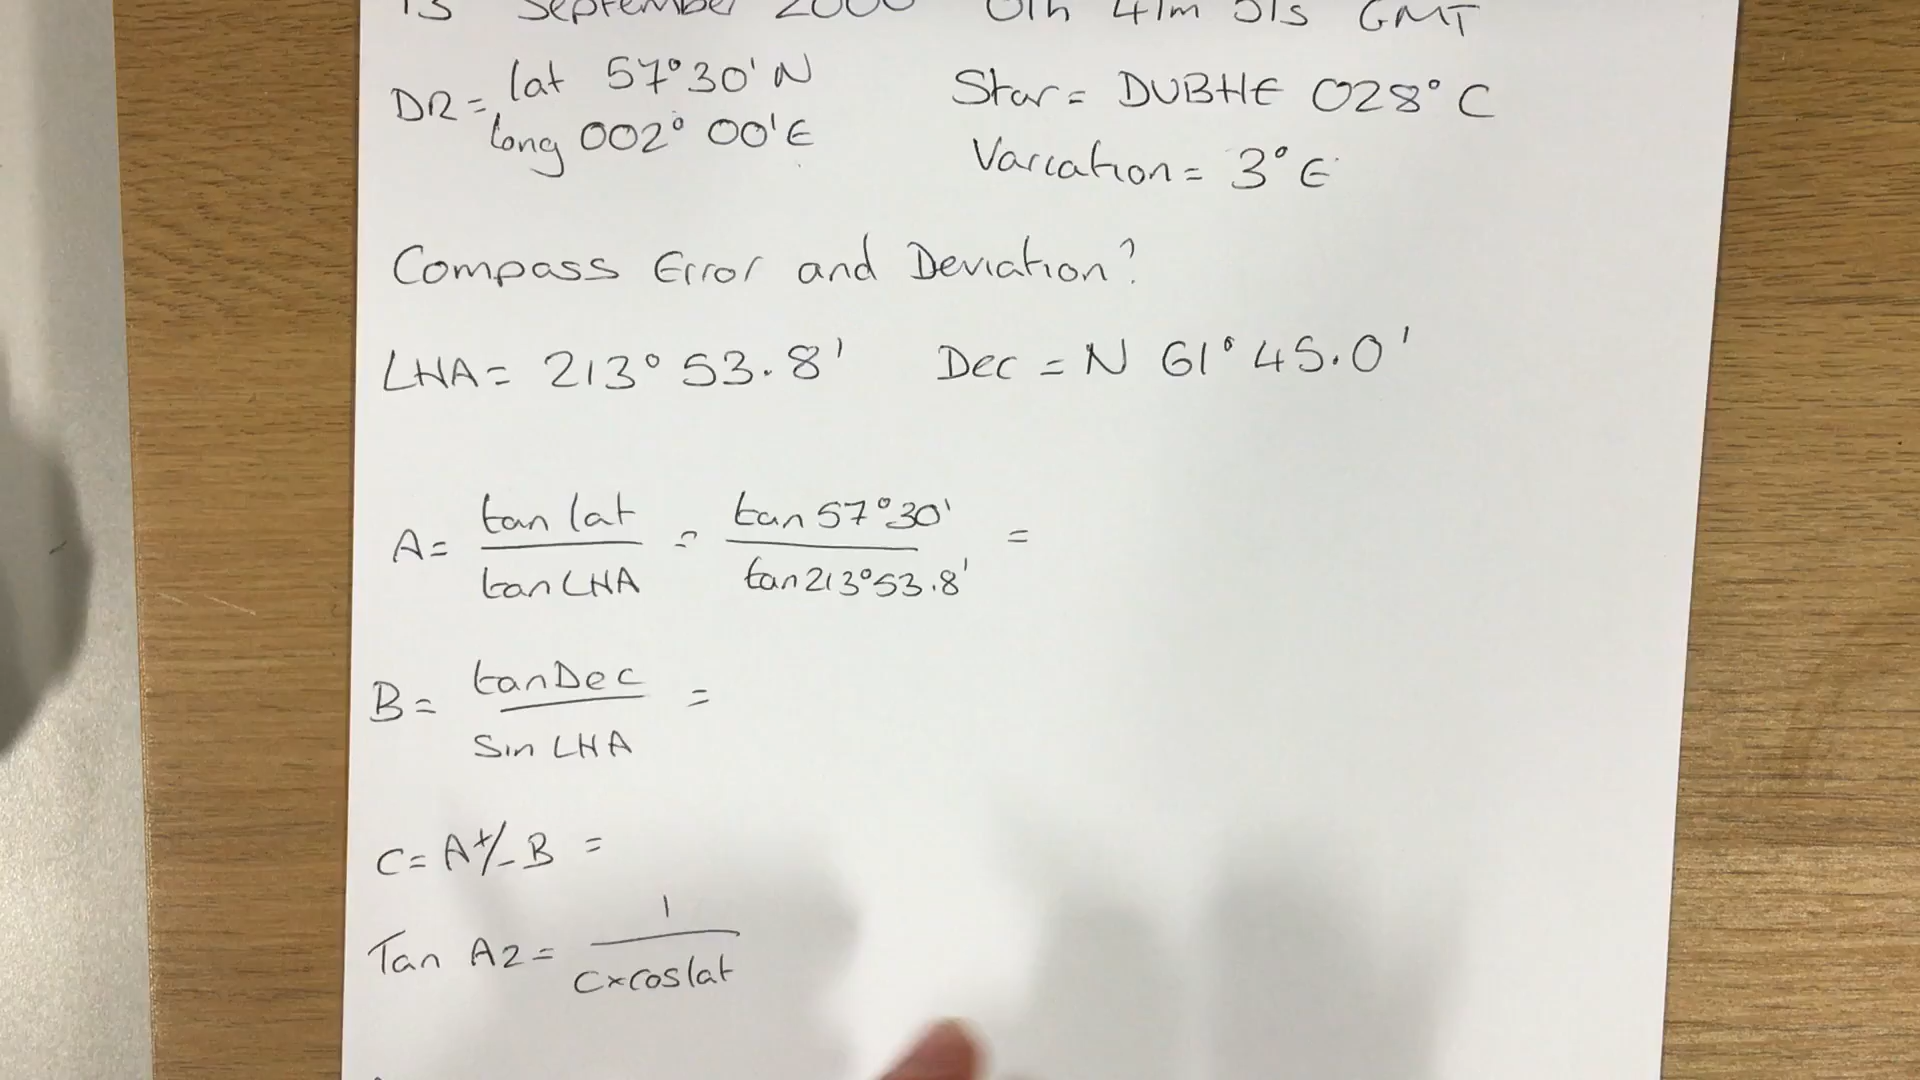 September
GMT
DR = lat 57° 30' N
long 002° 00' E
Star = DUBHE 028° C
Variation = 3° E
Compass Error and Deviation?
LHA = 213° 53.8' Dec = N 61° 45.0'
A = tan lat / tan LHA = tan 57° 30' / tan 213° 53.8' =
B = tan Dec / Sin LHA =
C = A +/- B =
Tan AZ = 1 / C × cos lat